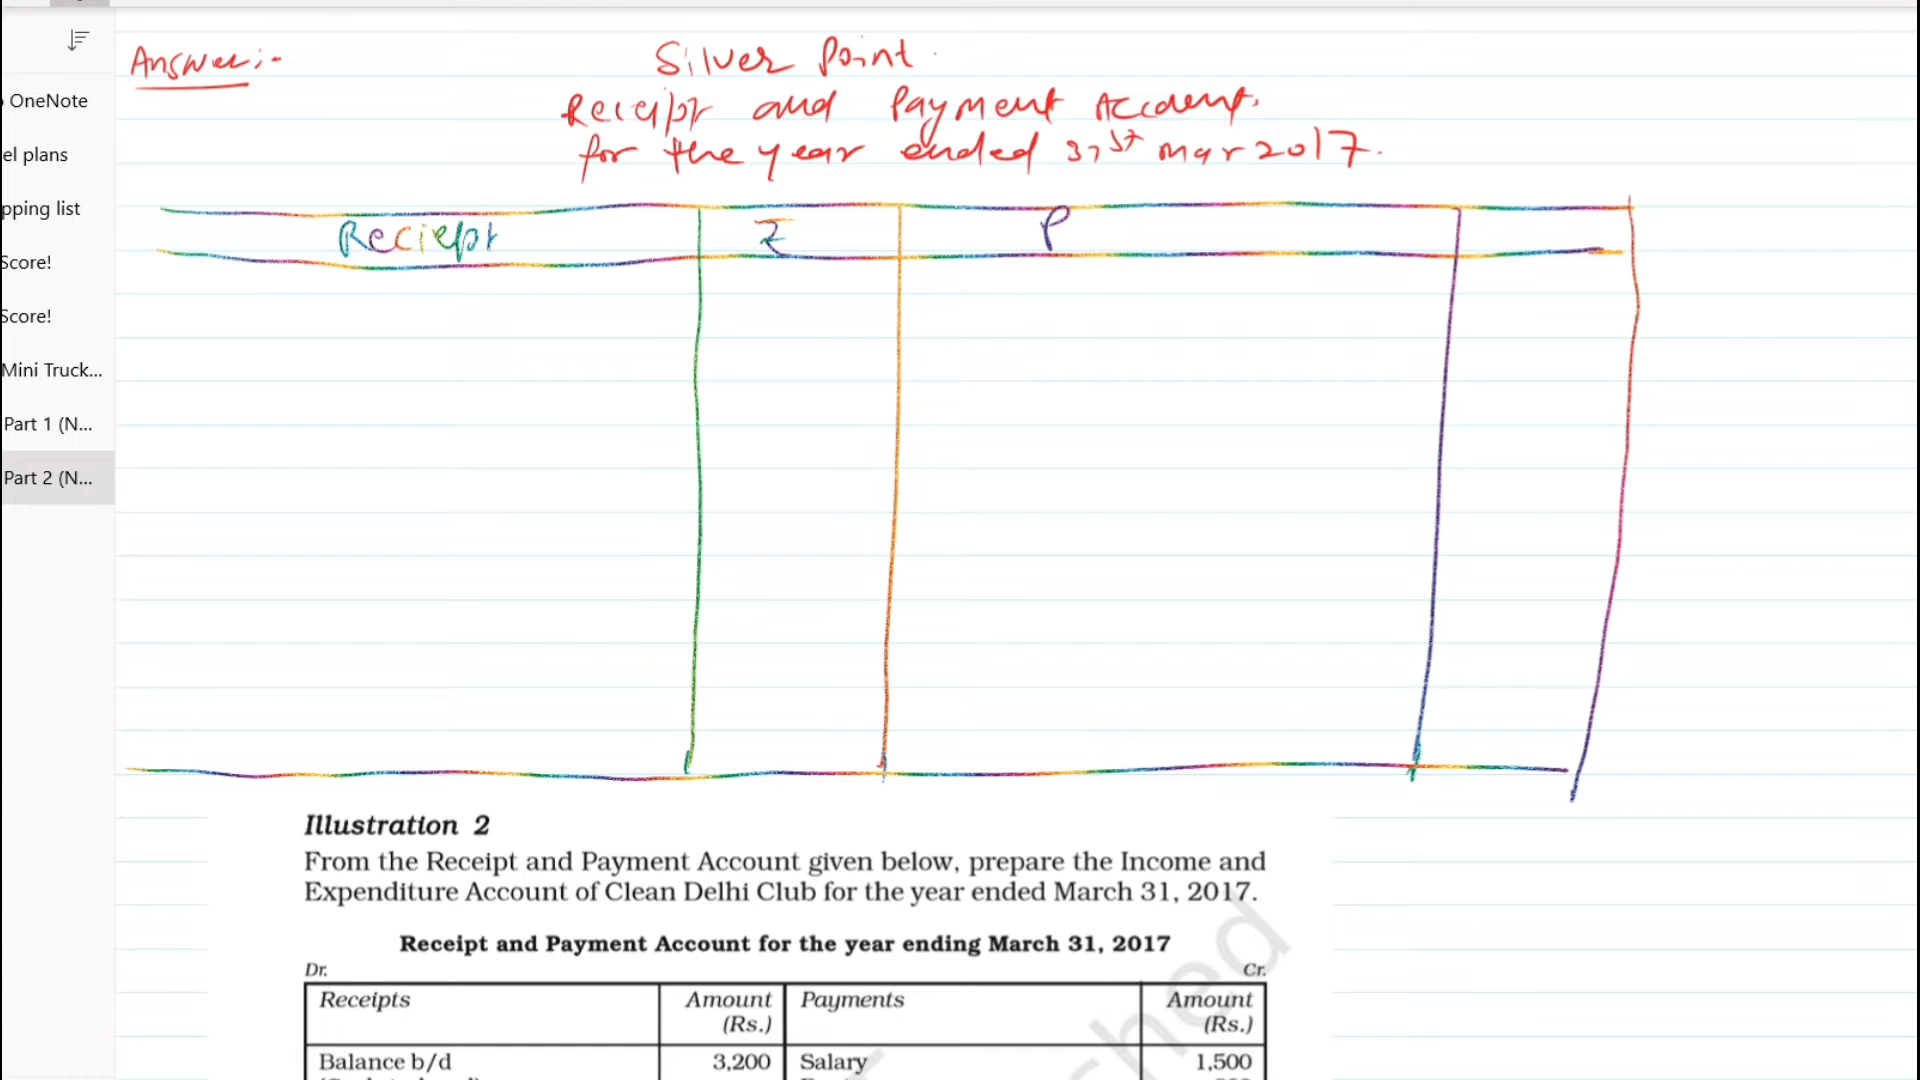 Answer:-
Silver Point
Reciept and Payment Account.
for the year ended 31st mar 2017.
Reciept ₹ P
OneNote
el plans
pping list
Score!
Score!
Mini Truck...
Part 1 (N...
Part 2 (N...
Illustration 2
From the Receipt and Payment Account given below, prepare the Income and
Expenditure Account of Clean Delhi Club for the year ended March 31, 2017.
Receipt and Payment Account for the year ending March 31, 2017
Dr. Cr.
Receipts Amount Payments Amount
(Rs.) (Rs.)
Balance b/d 3,200 Salary 1,500